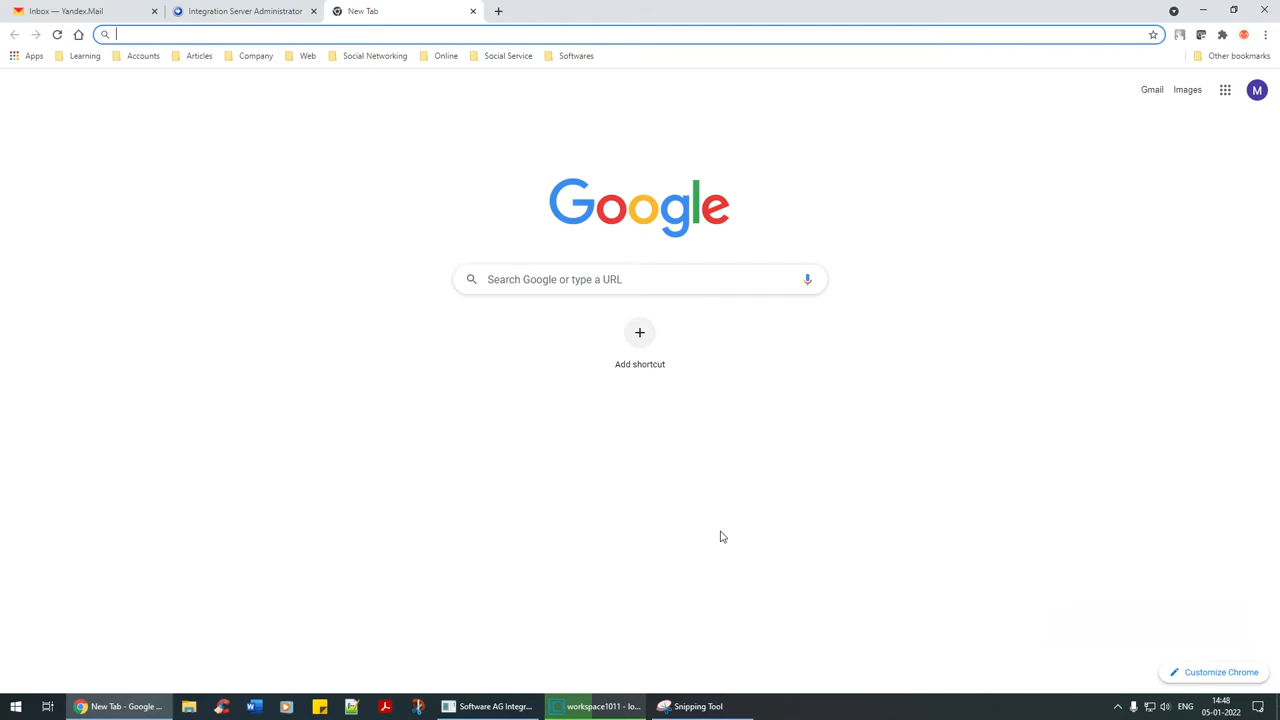 Inbox — Yandex.Mail
Integration Server Administrator
New Tab
Apps
Learning
Accounts
Articles
Company
Web
Social Networking
Online
Social Service
Softwares
Other bookmarks
Gmail
Images
M
Google
Search Google or type a URL
Add shortcut
Customize Chrome
New Tab - Google ...
Software AG Integr...
workspace1011 - Io...
Snipping Tool
ENG
14:48
05-01-2022